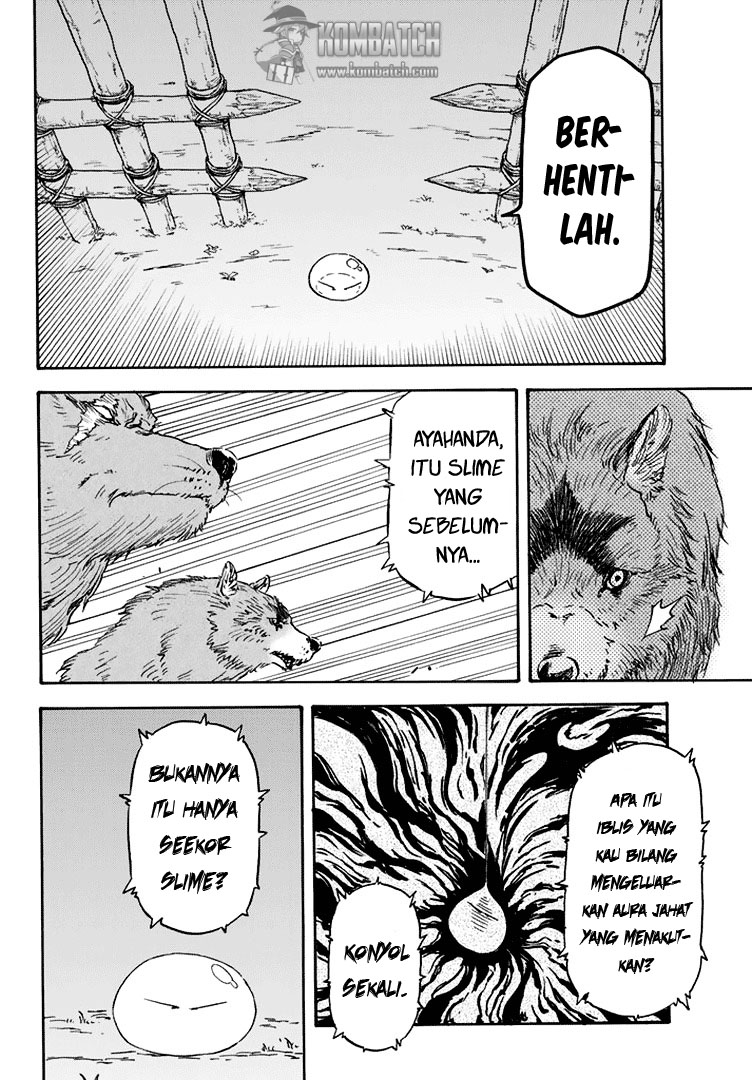 KOMBATCH
www.kombatch.com
BER-
HENTI-
LAH.
AYAHANDA,
ITU SLIME
YANG
SEBELUM-
NYA...
APA ITU
IBLIS YANG
KAU BILANG
MENGELUAR-
KAN AURA JAHAT
YANG MENAKUT-
KAN?
KONYOL
SEKALI.
BUKANNYA
ITU HANYA
SEEKOR
SLIME?